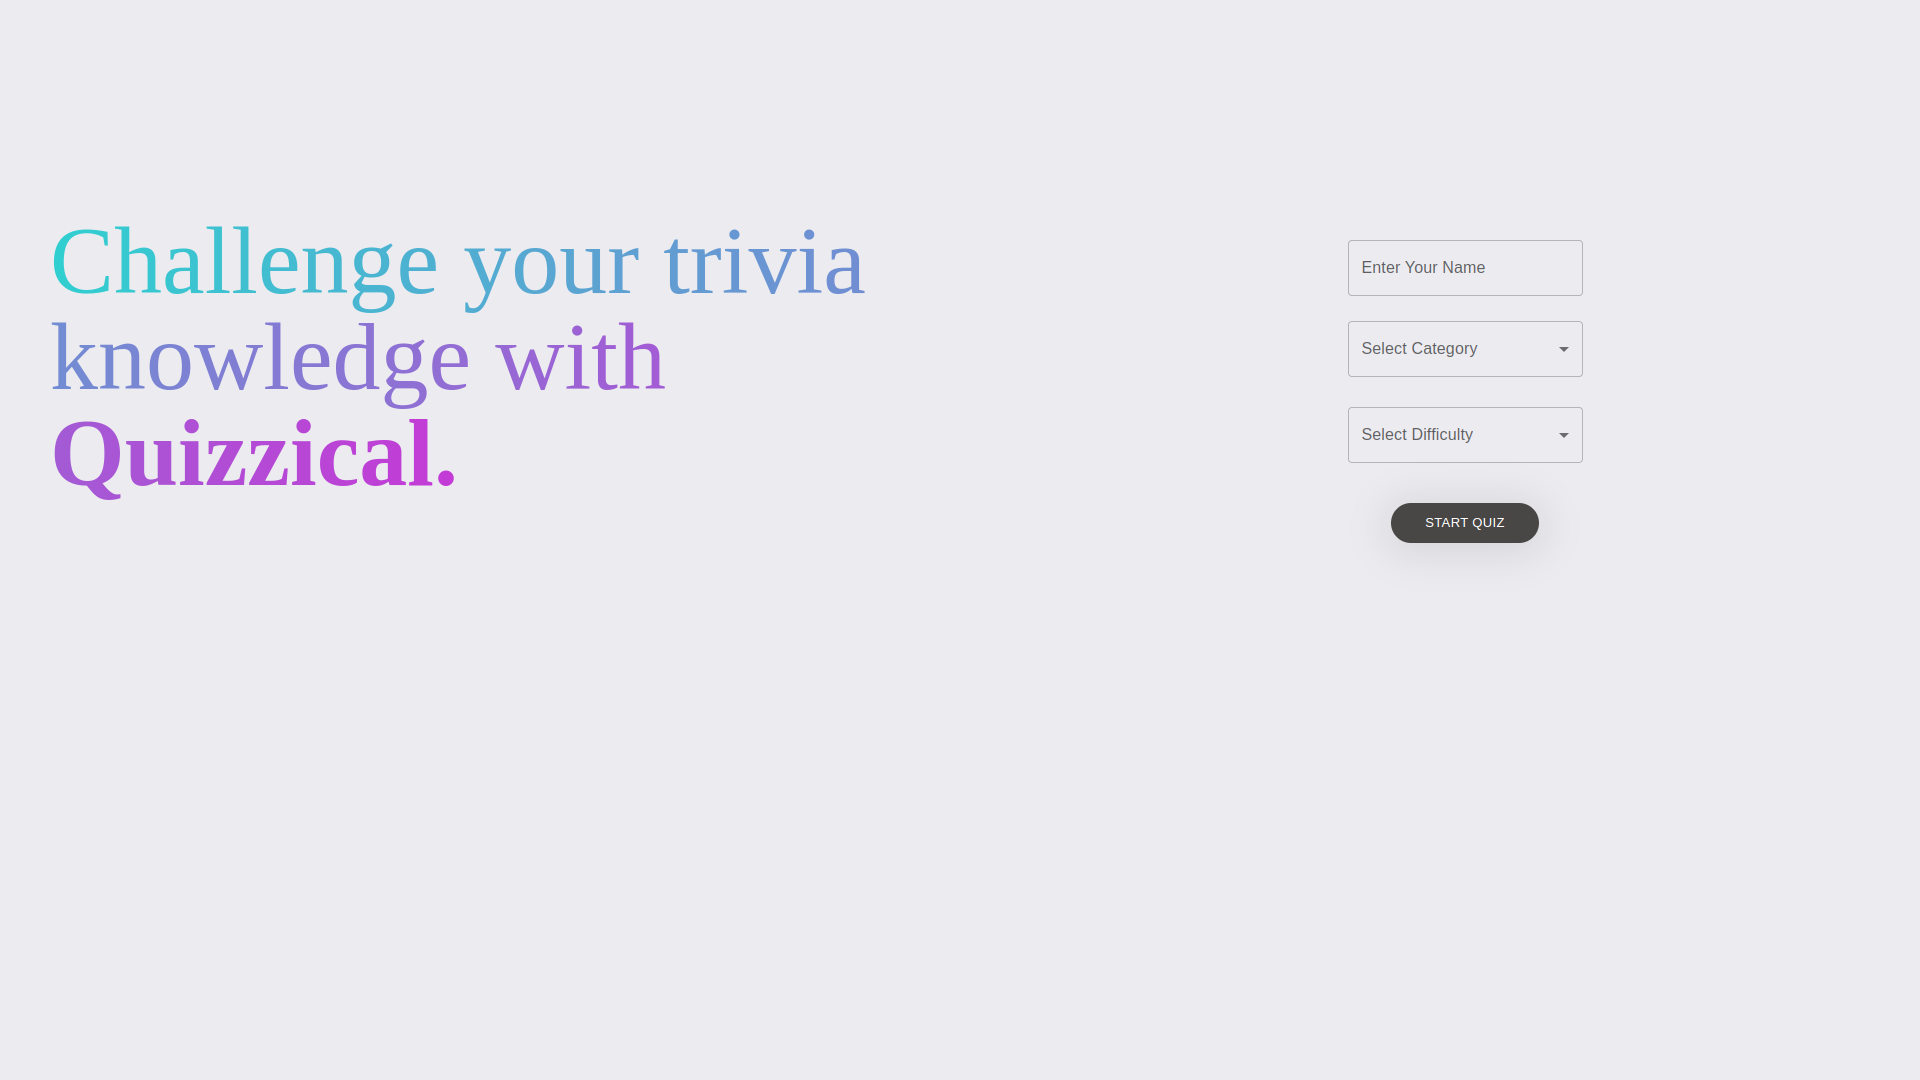 Challenge your trivia
knowledge with
Quizzical.
Enter Your Name
Select Category
Select Difficulty
START QUIZ